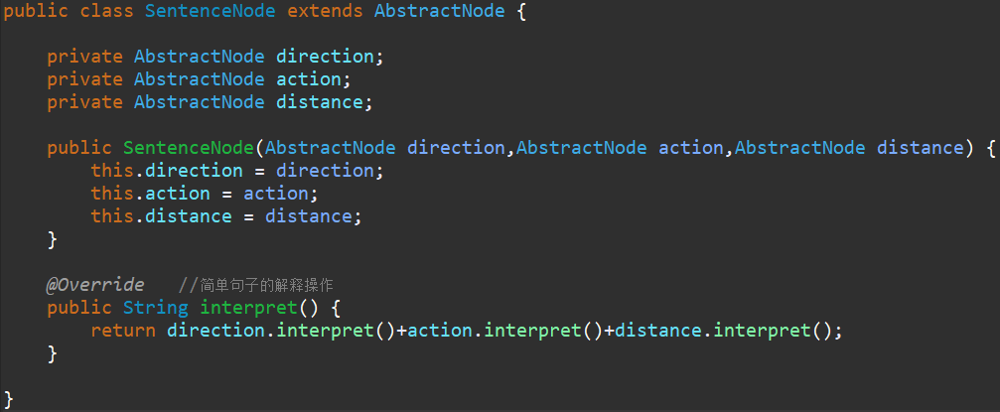 public class SentenceNode extends AbstractNode {
private AbstractNode direction;
private AbstractNode action;
private AbstractNode distance;
public SentenceNode(AbstractNode direction,AbstractNode action,AbstractNode distance) {
this.direction = direction;
this.action = action;
this.distance = distance;
}
@Override //简单句子的解释操作
public String interpret() {
return direction.interpret()+action.interpret()+distance.interpret();
}
}